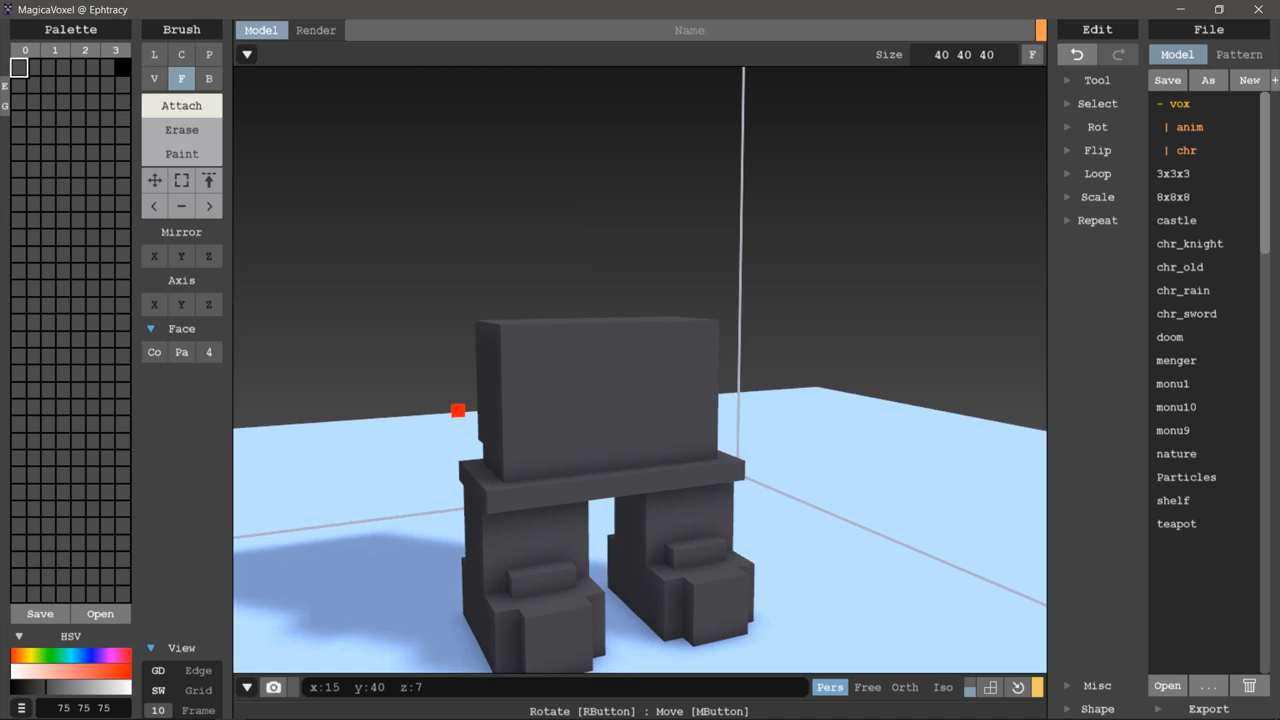 MagicaVoxel @ Ephtracy
Palette
0 1 2 3
E
G
Save Open
HSV
75 75 75
Brush
L C P
V F B
Attach
Erase
Paint
< − >
Mirror
X Y Z
Axis
X Y Z
Face
Co Pa 4
View
GD Edge
SW Grid
10 Frame
Model Render Name
Size 40 40 40 F
x:15 y:40 z:7
Pers Free Orth Iso
Rotate [RButton] : Move [MButton]
Edit
Tool
Select
Rot
Flip
Loop
Scale
Repeat
Misc
Shape
File
Model Pattern
Save As New +
− vox
| anim
| chr
3x3x3
8x8x8
castle
chr_knight
chr_old
chr_rain
chr_sword
doom
menger
monu1
monu10
monu9
nature
Particles
shelf
teapot
Open ...
Export